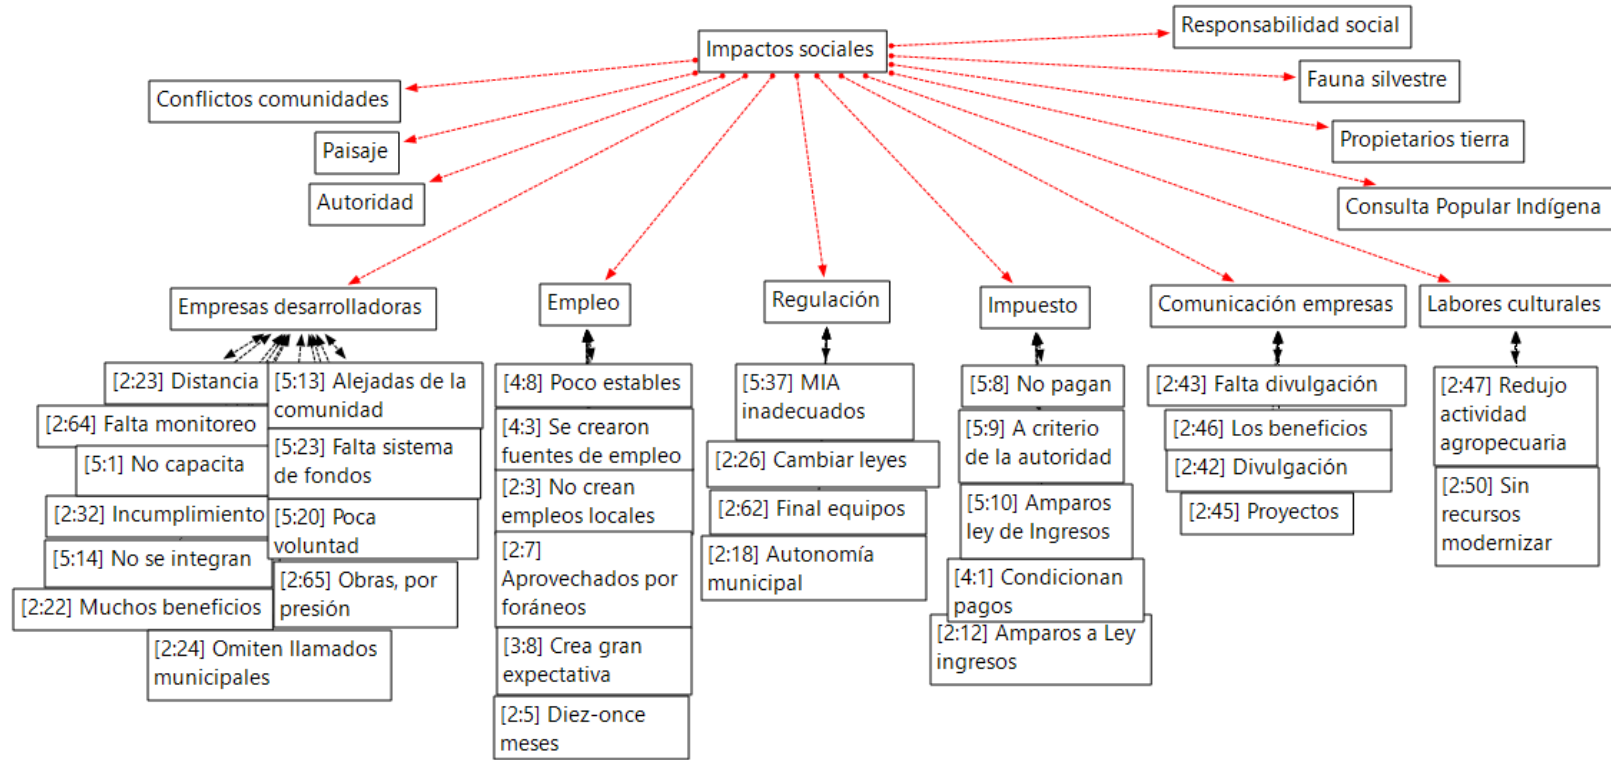 Impactos sociales
Responsabilidad social
Fauna silvestre
Propietarios tierra
Consulta Popular Indígena
Conflictos comunidades
Paisaje
Autoridad
Empresas desarrolladoras
[2:23] Distancia
[2:64] Falta monitoreo
[5:1] No capacita
[2:32] Incumplimiento
[5:14] No se integran
[2:22] Muchos beneficios
[2:24] Omiten llamados
municipales
[5:13] Alejadas de la
comunidad
[5:23] Falta sistema
de fondos
[5:20] Poca
voluntad
[2:65] Obras, por
presión
Empleo
[4:8] Poco estables
[4:3] Se crearon
fuentes de empleo
[2:3] No crean
empleos locales
[2:7]
Aprovechados por
foráneos
[3:8] Crea gran
expectativa
[2:5] Diez-once
meses
Regulación
[5:37] MIA
inadecuados
[2:26] Cambiar leyes
[2:62] Final equipos
[2:18] Autonomía
municipal
Impuesto
[5:8] No pagan
[5:9] A criterio
de la autoridad
[5:10] Amparos
ley de Ingresos
[4:1] Condicionan
pagos
[2:12] Amparos a Ley
ingresos
Comunicación empresas
[2:43] Falta divulgación
[2:46] Los beneficios
[2:42] Divulgación
[2:45] Proyectos
Labores culturales
[2:47] Redujo
actividad
agropecuaria
[2:50] Sin
recursos
modernizar